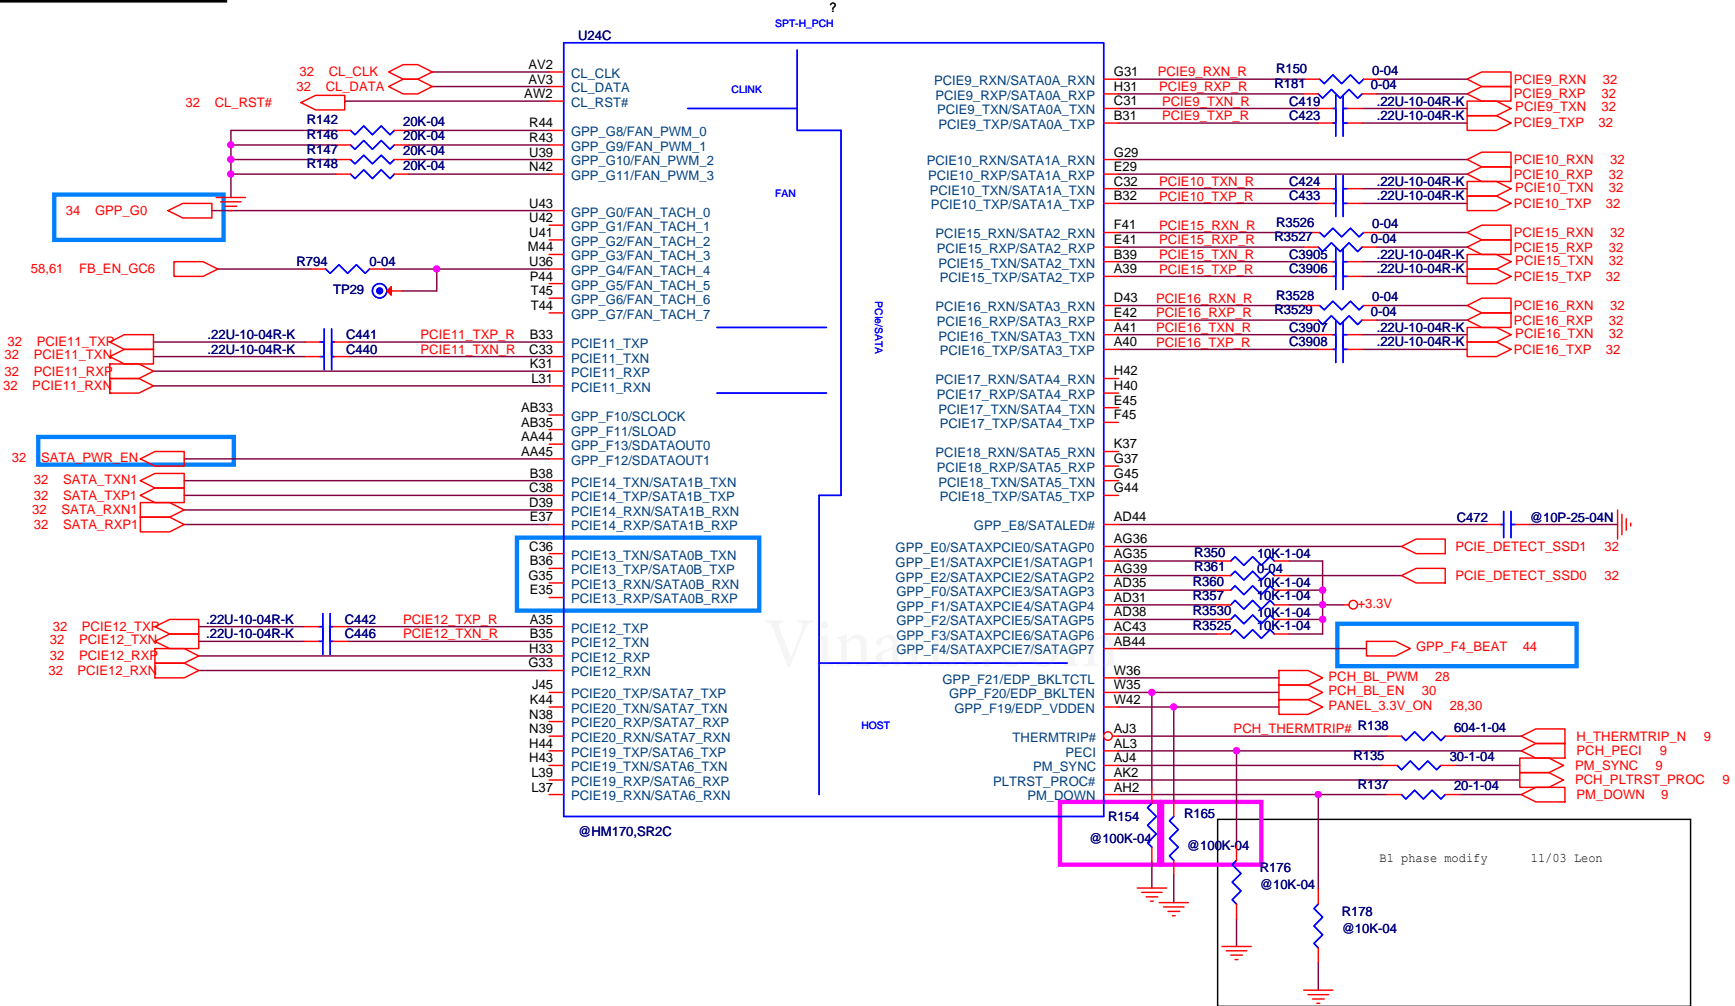 ?
SPT-H_PCH
U24C
32 CL_CLK AV2 CL_CLK
32 CL_DATA AV3 CL_DATA
32 CL_RST# AW2 CL_RST#
CLINK
R142 20K-04 R44 GPP_G8/FAN_PWM_0
R146 20K-04 R43 GPP_G9/FAN_PWM_1
R147 20K-04 U39 GPP_G10/FAN_PWM_2
R148 20K-04 N42 GPP_G11/FAN_PWM_3
FAN
34 GPP_G0 U43 GPP_G0/FAN_TACH_0
U42 GPP_G1/FAN_TACH_1
U41 GPP_G2/FAN_TACH_2
M44 GPP_G3/FAN_TACH_3
58,61 FB_EN_GC6 R794 0-04 U36 GPP_G4/FAN_TACH_4
P44 GPP_G5/FAN_TACH_5
TP29 T45 GPP_G6/FAN_TACH_6
T44 GPP_G7/FAN_TACH_7
PCIe/SATA
32 PCIE11_TXP .22U-10-04R-K C441 PCIE11_TXP_R B33 PCIE11_TXP
32 PCIE11_TXN .22U-10-04R-K C440 PCIE11_TXN_R C33 PCIE11_TXN
32 PCIE11_RXP K31 PCIE11_RXP
32 PCIE11_RXN L31 PCIE11_RXN
AB33 GPP_F10/SCLOCK
AB35 GPP_F11/SLOAD
AA44 GPP_F13/SDATAOUT0
32 SATA_PWR_EN AA45 GPP_F12/SDATAOUT1
32 SATA_TXN1 B38 PCIE14_TXN/SATA1B_TXN
32 SATA_TXP1 C38 PCIE14_TXP/SATA1B_TXP
32 SATA_RXN1 D39 PCIE14_RXN/SATA1B_RXN
32 SATA_RXP1 E37 PCIE14_RXP/SATA1B_RXP
C36 PCIE13_TXN/SATA0B_TXN
B36 PCIE13_TXP/SATA0B_TXP
G35 PCIE13_RXN/SATA0B_RXN
E35 PCIE13_RXP/SATA0B_RXP
32 PCIE12_TXP .22U-10-04R-K C442 PCIE12_TXP_R A35 PCIE12_TXP
32 PCIE12_TXN .22U-10-04R-K C446 PCIE12_TXN_R B35 PCIE12_TXN
32 PCIE12_RXP H33 PCIE12_RXP
32 PCIE12_RXN G33 PCIE12_RXN
J45 PCIE20_TXP/SATA7_TXP
K44 PCIE20_TXN/SATA7_TXN
N38 PCIE20_RXP/SATA7_RXP
N39 PCIE20_RXN/SATA7_RXN
H44 PCIE19_TXP/SATA6_TXP
H43 PCIE19_TXN/SATA6_TXN
L39 PCIE19_RXP/SATA6_RXP
L37 PCIE19_RXN/SATA6_RXN
HOST
@HM170,SR2C
PCIE9_RXN/SATA0A_RXN G31 PCIE9_RXN_R R150 0-04 PCIE9_RXN 32
PCIE9_RXP/SATA0A_RXP H31 PCIE9_RXP_R R181 0-04 PCIE9_RXP 32
PCIE9_TXN/SATA0A_TXN C31 PCIE9_TXN_R C419 .22U-10-04R-K PCIE9_TXN 32
PCIE9_TXP/SATA0A_TXP B31 PCIE9_TXP_R C423 .22U-10-04R-K PCIE9_TXP 32
PCIE10_RXN/SATA1A_RXN G29 PCIE10_RXN 32
PCIE10_RXP/SATA1A_RXP E29 PCIE10_RXP 32
PCIE10_TXN/SATA1A_TXN C32 PCIE10_TXN_R C424 .22U-10-04R-K PCIE10_TXN 32
PCIE10_TXP/SATA1A_TXP B32 PCIE10_TXP_R C433 .22U-10-04R-K PCIE10_TXP 32
PCIE15_RXN/SATA2_RXN F41 PCIE15_RXN_R R3526 0-04 PCIE15_RXN 32
PCIE15_RXP/SATA2_RXP E41 PCIE15_RXP_R R3527 0-04 PCIE15_RXP 32
PCIE15_TXN/SATA2_TXN B39 PCIE15_TXN_R C3905 .22U-10-04R-K PCIE15_TXN 32
PCIE15_TXP/SATA2_TXP A39 PCIE15_TXP_R C3906 .22U-10-04R-K PCIE15_TXP 32
PCIE16_RXN/SATA3_RXN D43 PCIE16_RXN_R R3528 0-04 PCIE16_RXN 32
PCIE16_RXP/SATA3_RXP E42 PCIE16_RXP_R R3529 0-04 PCIE16_RXP 32
PCIE16_TXN/SATA3_TXN A41 PCIE16_TXN_R C3907 .22U-10-04R-K PCIE16_TXN 32
PCIE16_TXP/SATA3_TXP A40 PCIE16_TXP_R C3908 .22U-10-04R-K PCIE16_TXP 32
PCIE17_RXN/SATA4_RXN H42
PCIE17_RXP/SATA4_RXP H40
PCIE17_TXN/SATA4_TXN E45
PCIE17_TXP/SATA4_TXP F45
PCIE18_RXN/SATA5_RXN K37
PCIE18_RXP/SATA5_RXP G37
PCIE18_TXN/SATA5_TXN G45
PCIE18_TXP/SATA5_TXP G44
GPP_E8/SATALED# AD44 C472 @10P-25-04N
GPP_E0/SATAXPCIE0/SATAGP0 AG36 PCIE_DETECT_SSD1 32
GPP_E1/SATAXPCIE1/SATAGP1 AG35 R350 10K-1-04
GPP_E2/SATAXPCIE2/SATAGP2 AG39 R361 0-04 PCIE_DETECT_SSD0 32
GPP_F0/SATAXPCIE3/SATAGP3 AD35 R360 10K-1-04
GPP_F1/SATAXPCIE4/SATAGP4 AD31 R357 10K-1-04 +3.3V
GPP_F2/SATAXPCIE5/SATAGP5 AD38 R3530 10K-1-04
GPP_F3/SATAXPCIE6/SATAGP6 AC43 R3525 10K-1-04
GPP_F4/SATAXPCIE7/SATAGP7 AB44 GPP_F4_BEAT 44
GPP_F21/EDP_BKLTCTL W36 PCH_BL_PWM 28
GPP_F20/EDP_BKLTEN W35 PCH_BL_EN 30
GPP_F19/EDP_VDDEN W42 PANEL_3.3V_ON 28,30
THERMTRIP# AJ3 PCH_THERMTRIP# R138 604-1-04 H_THERMTRIP_N 9
PECI AL3 PCH_PECI 9
PM_SYNC AJ4 R135 30-1-04 PM_SYNC 9
PLTRST_PROC# AK2 PCH_PLTRST_PROC 9
PM_DOWN AH2 R137 20-1-04 PM_DOWN 9
R154 @100K-04
R165 @100K-04
R176 @10K-04
R178 @10K-04
B1 phase modify 11/03 Leon